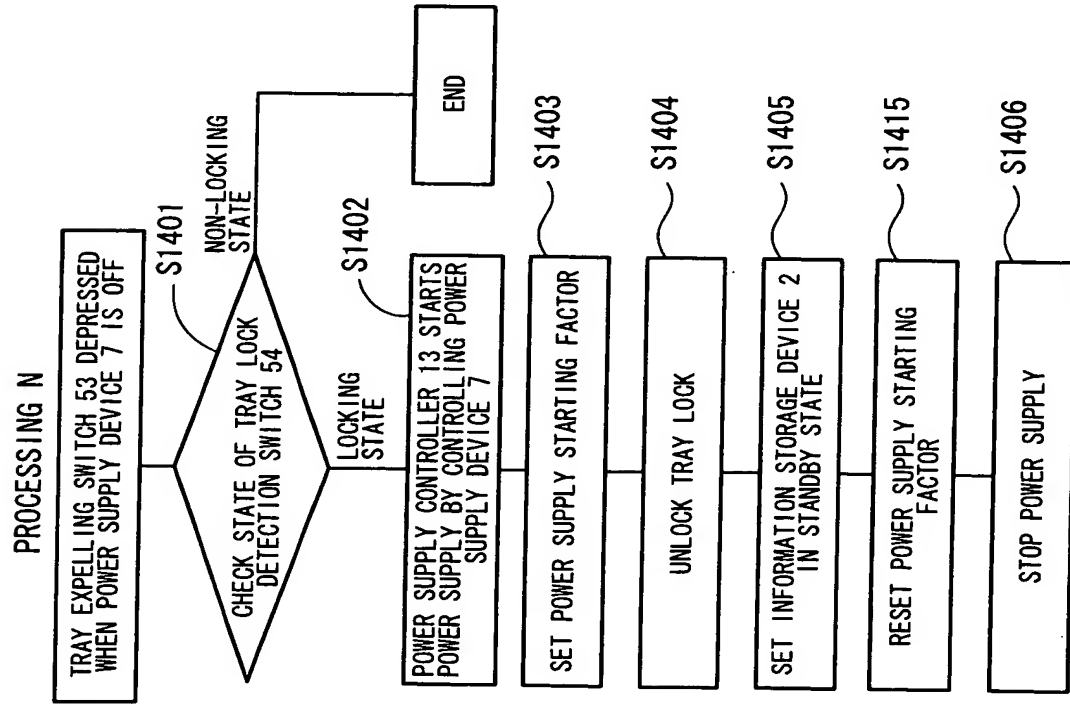 PROCESSING N
TRAY EXPELLING SWITCH 53 DEPRESSED
WHEN POWER SUPPLY DEVICE 7 IS OFF
S1401
CHECK STATE OF TRAY LOCK
DETECTION SWITCH 54
NON-LOCKING
STATE
END
LOCKING
STATE
S1402
POWER SUPPLY CONTROLLER 13 STARTS
POWER SUPPLY BY CONTROLLING POWER
SUPPLY DEVICE 7
S1403
SET POWER SUPPLY STARTING FACTOR
S1404
UNLOCK TRAY LOCK
S1405
SET INFORMATION STORAGE DEVICE 2
IN STANDBY STATE
S1415
RESET POWER SUPPLY STARTING
FACTOR
S1406
STOP POWER SUPPLY